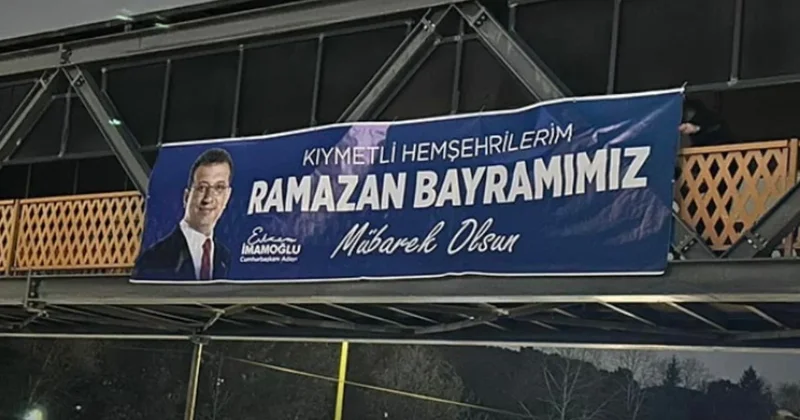 KIYMETLİ HEMŞEHRİLERİM
RAMAZAN BAYRAMIMIZ
Mübarek Olsun
Ekrem
İMAMOĞLU
Cumhurbaşkanı Adayı